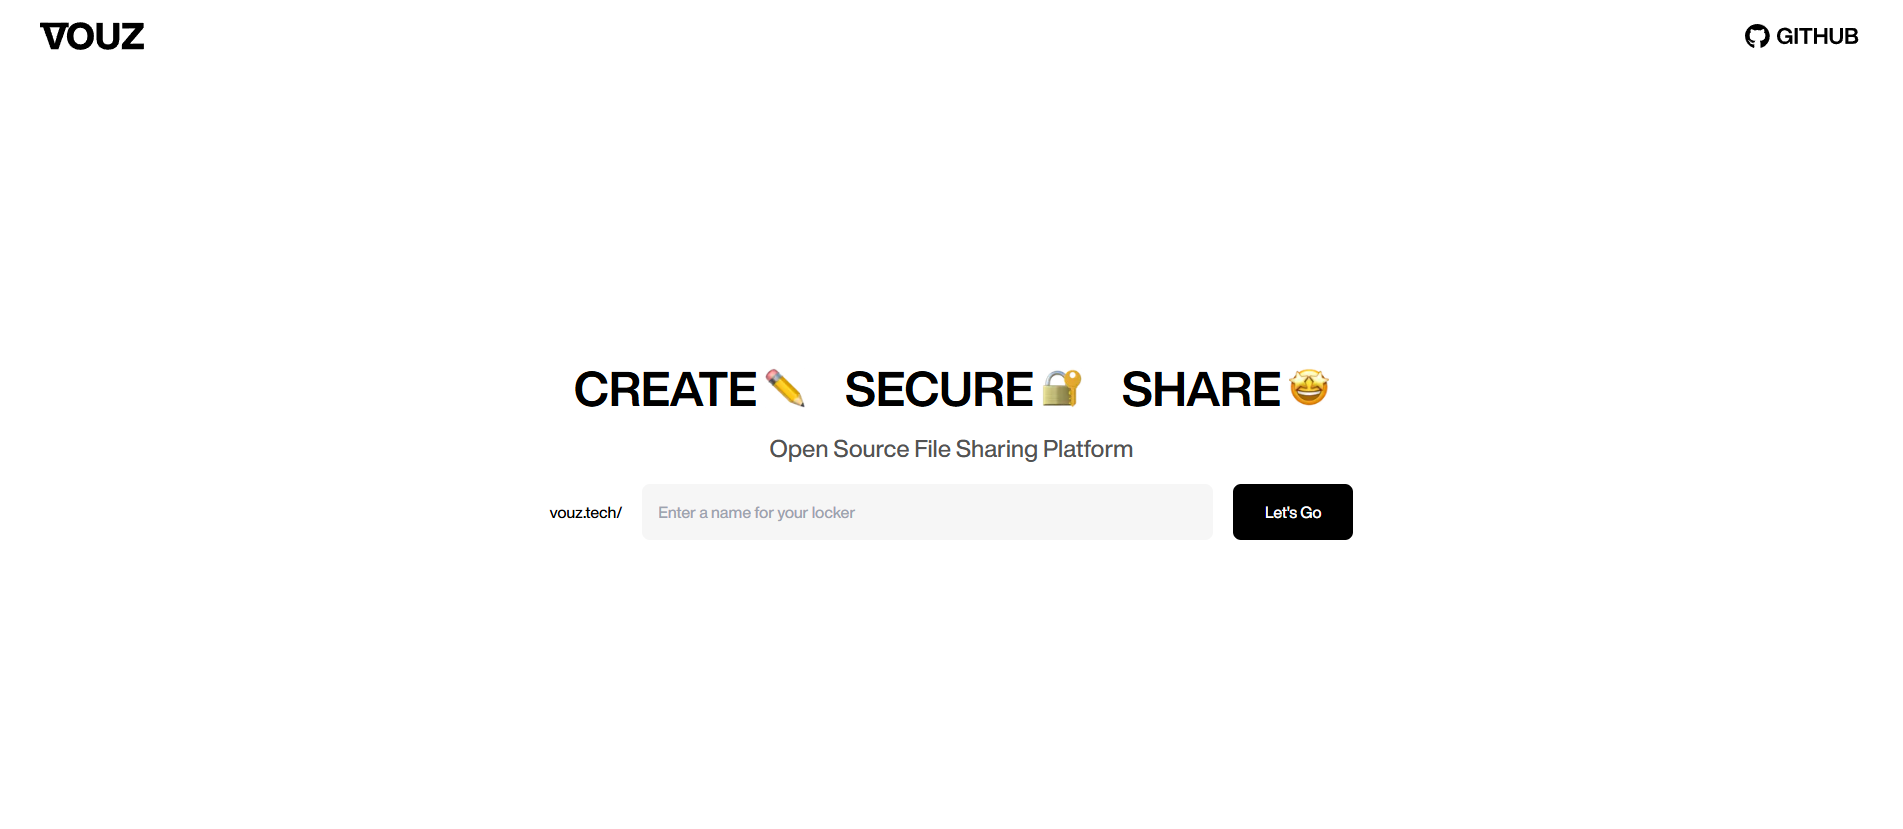 VOUZ
GITHUB
CREATE ✏️ SECURE 🔐 SHARE 🤩
Open Source File Sharing Platform
vouz.tech/ Enter a name for your locker Let's Go